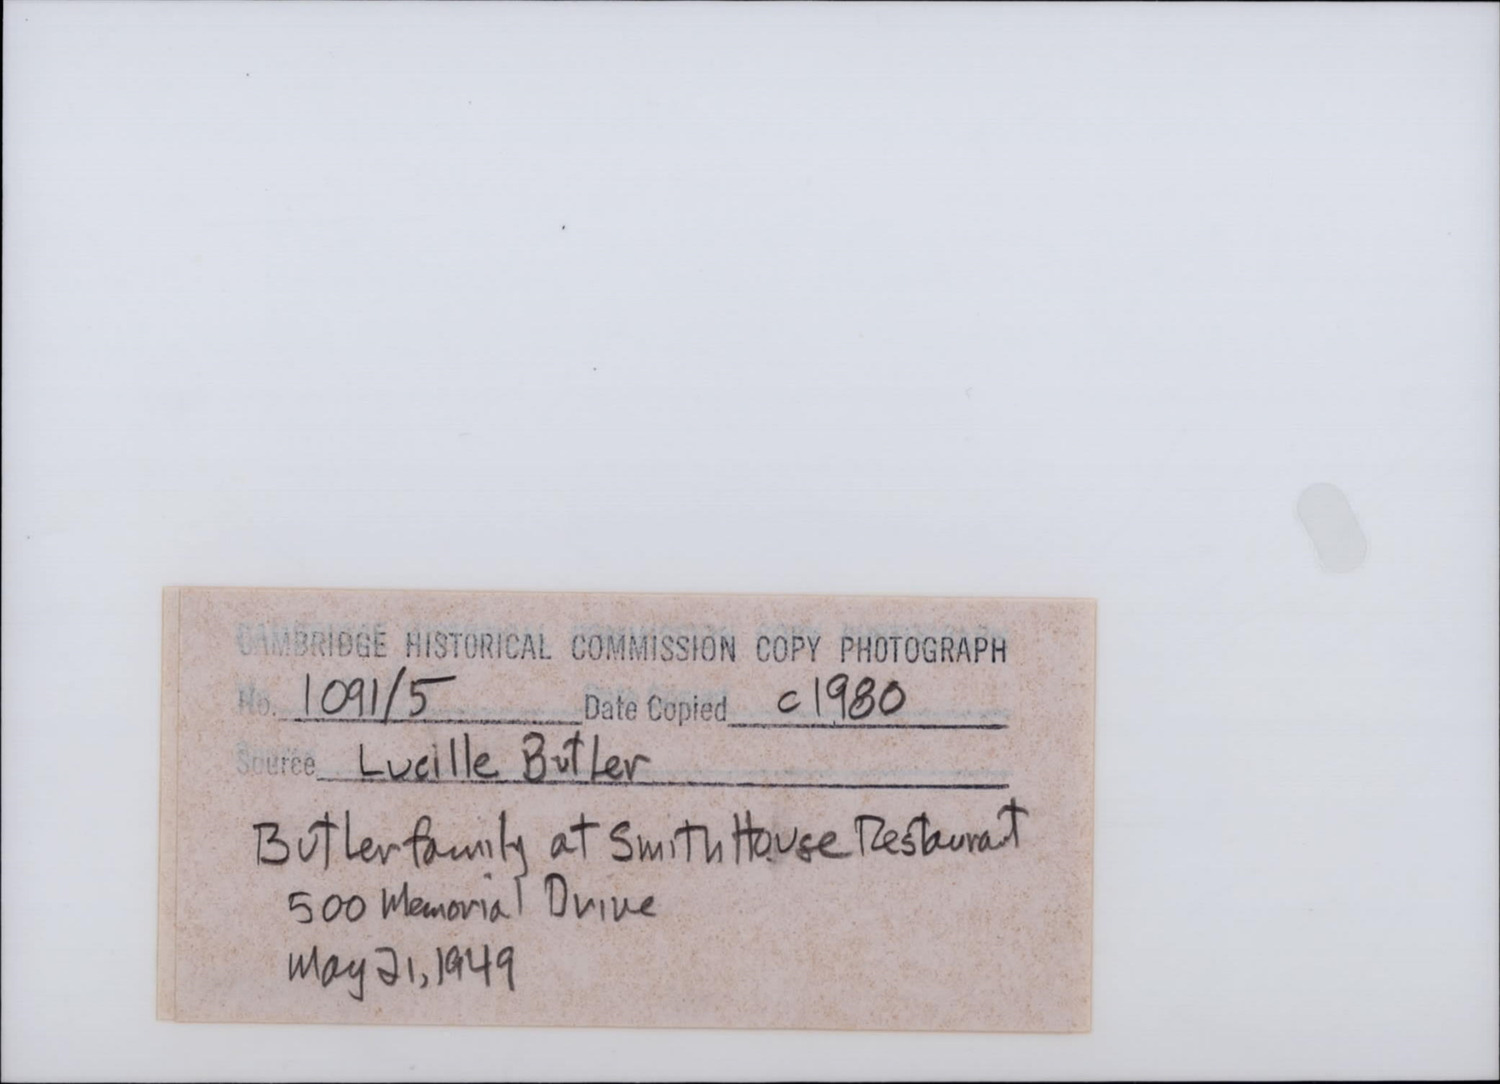 CAMBRIDGE HISTORICAL COMMISSION COPY PHOTOGRAPH
No. 1091/5 Date Copied c1980
Source Lucille Butler
Butler family at Smith House Restaurat
500 Memorial Drive
May 21, 1949